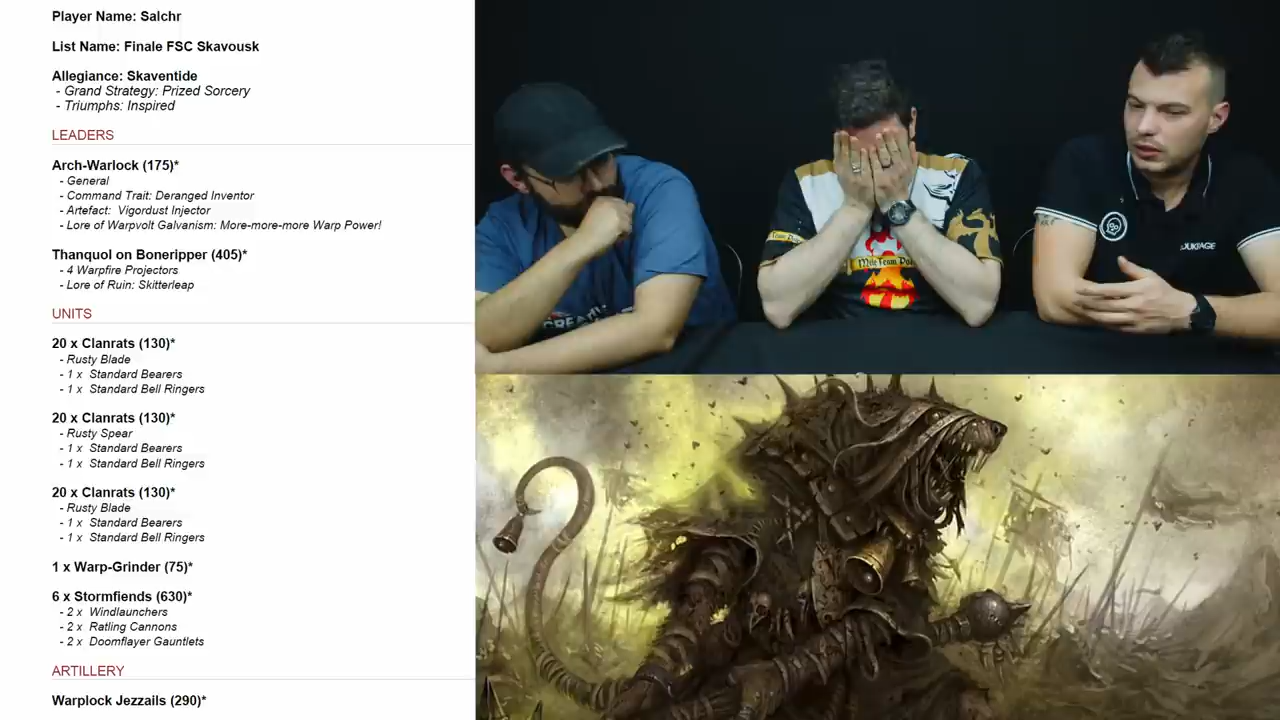 Player Name: Salchr
List Name: Finale FSC Skavousk
Allegiance: Skaventide
- Grand Strategy: Prized Sorcery
- Triumphs: Inspired
LEADERS
Arch-Warlock (175)*
- General
- Command Trait: Deranged Inventor
- Artefact: Vigordust Injector
- Lore of Warpvolt Galvanism: More-more-more Warp Power!
Thanquol on Boneripper (405)*
- 4 Warpfire Projectors
- Lore of Ruin: Skitterleap
UNITS
20 x Clanrats (130)*
- Rusty Blade
- 1 x Standard Bearers
- 1 x Standard Bell Ringers
20 x Clanrats (130)*
- Rusty Spear
- 1 x Standard Bearers
- 1 x Standard Bell Ringers
20 x Clanrats (130)*
- Rusty Blade
- 1 x Standard Bearers
- 1 x Standard Bell Ringers
1 x Warp-Grinder (75)*
6 x Stormfiends (630)*
- 2 x Windlaunchers
- 2 x Ratling Cannons
- 2 x Doomflayer Gauntlets
ARTILLERY
Warplock Jezzails (290)*